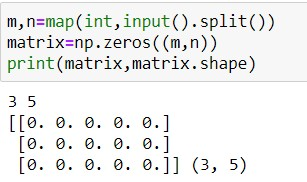 m,n=map(int,input().split())
matrix=np.zeros((m,n))
print(matrix,matrix.shape)
3 5
[[0. 0. 0. 0. 0.]
 [0. 0. 0. 0. 0.]
 [0. 0. 0. 0. 0.]] (3, 5)